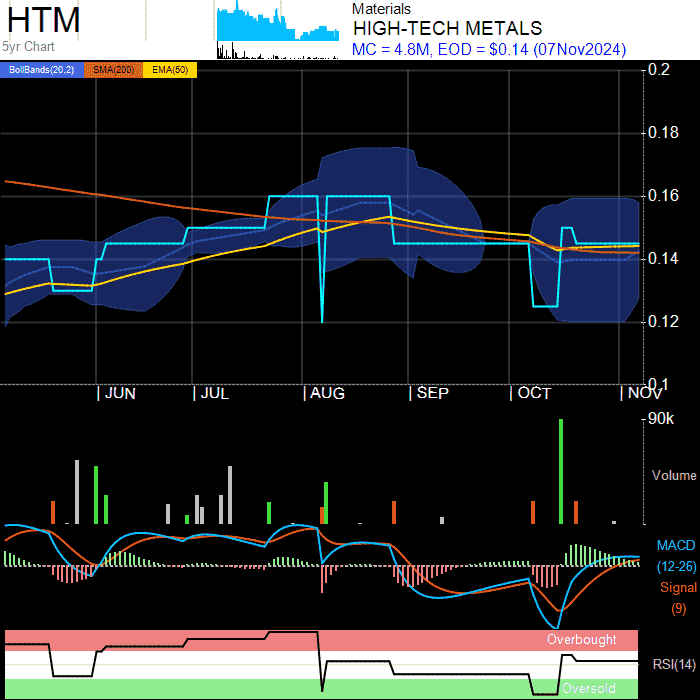 HTM
5yr Chart
Materials
HIGH-TECH METALS
MC = 4.8M, EOD = $0.14 (07Nov2024)
BollBands(20,2) SMA(200) EMA(50)
0.2
0.18
0.16
0.14
0.12
0.1
JUN JUL AUG SEP OCT NOV
90k
Volume
MACD
(12-26)
Signal
(9)
Overbought
RSI(14)
Oversold